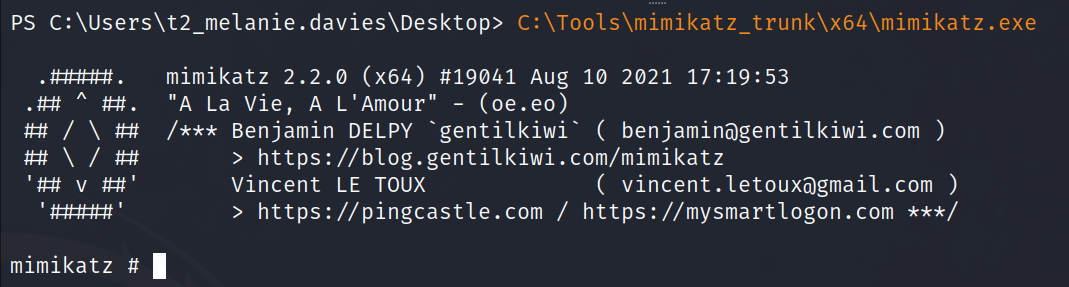 PS C:\Users\t2_melanie.davies\Desktop> C:\Tools\mimikatz_trunk\x64\mimikatz.exe
  .#####.   mimikatz 2.2.0 (x64) #19041 Aug 10 2021 17:19:53
 .## ^ ##.  "A La Vie, A L'Amour" - (oe.eo)
 ## / \ ##  /*** Benjamin DELPY `gentilkiwi` ( benjamin@gentilkiwi.com )
 ## \ / ##       > https://blog.gentilkiwi.com/mimikatz
 '## v ##'       Vincent LE TOUX             ( vincent.letoux@gmail.com )
  '#####'        > https://pingcastle.com / https://mysmartlogon.com ***/
mimikatz #